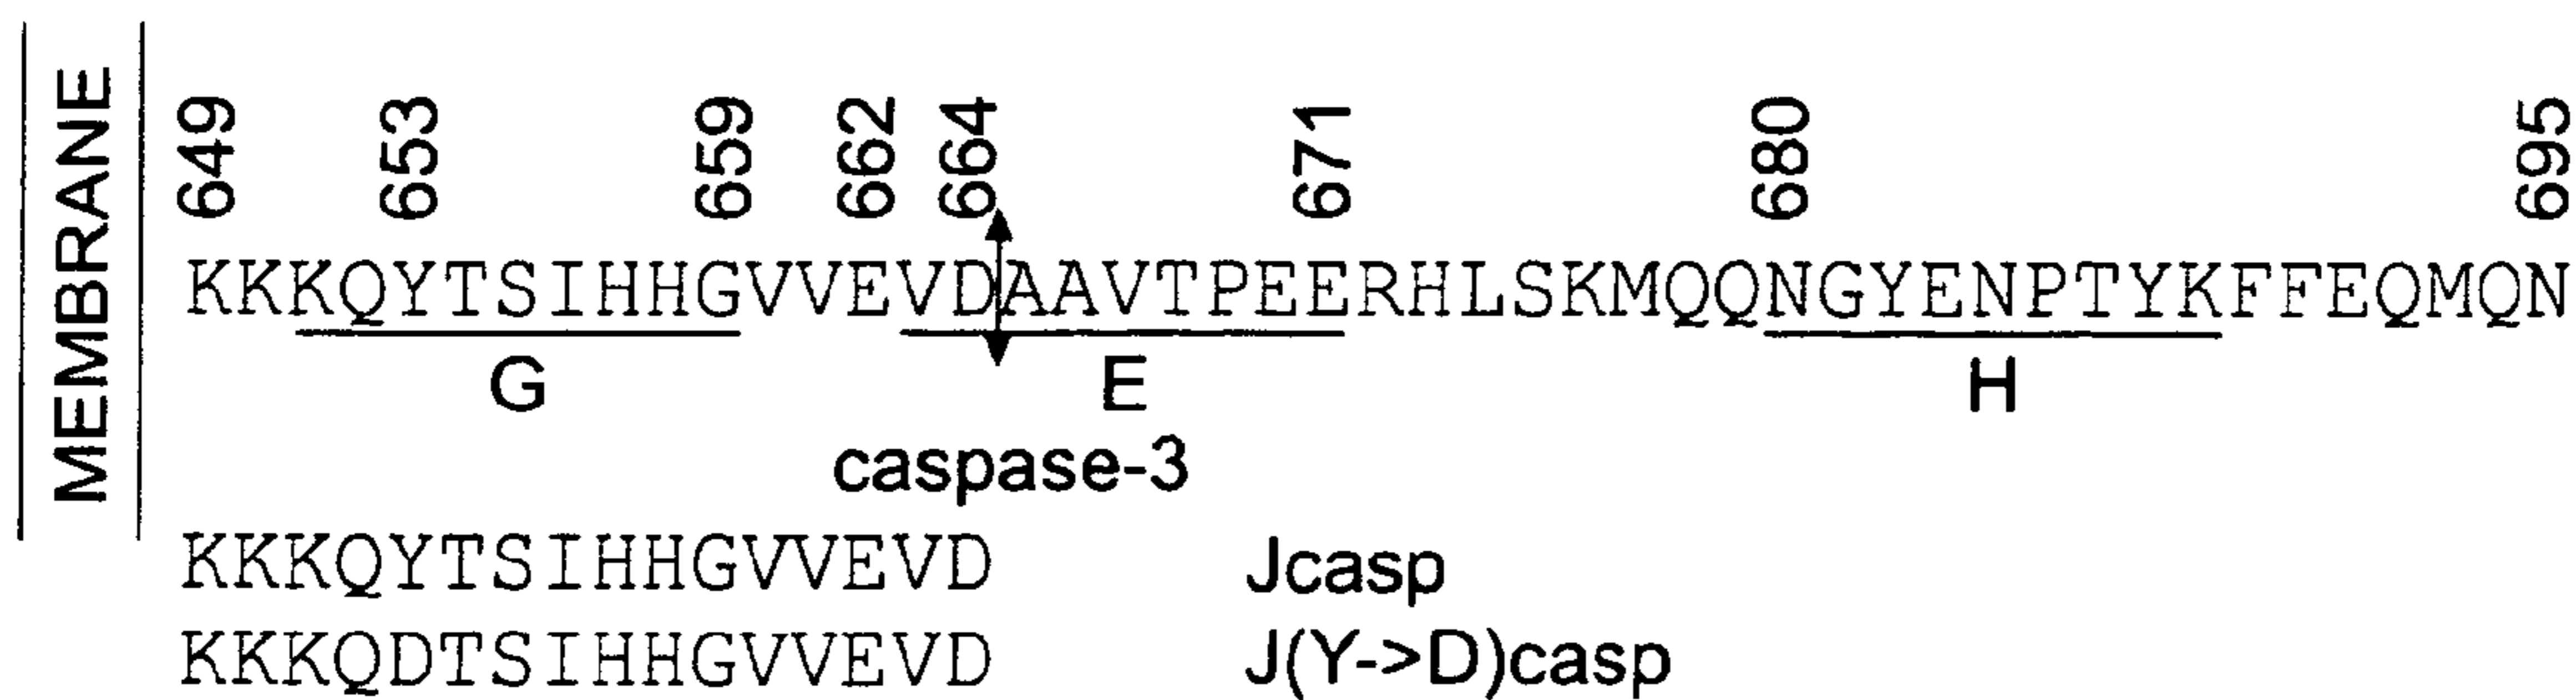 MEMBRANE
649 653 659 662 664 671 680 695
KKKQYTSIHHGVVEVDAAVTPEERHLSKMQQNGYENPTYKFFEQMQN
G E H
caspase-3
KKKQYTSIHHGVVEVD Jcasp
KKKQDTSIHHGVVEVD J(Y->D)casp